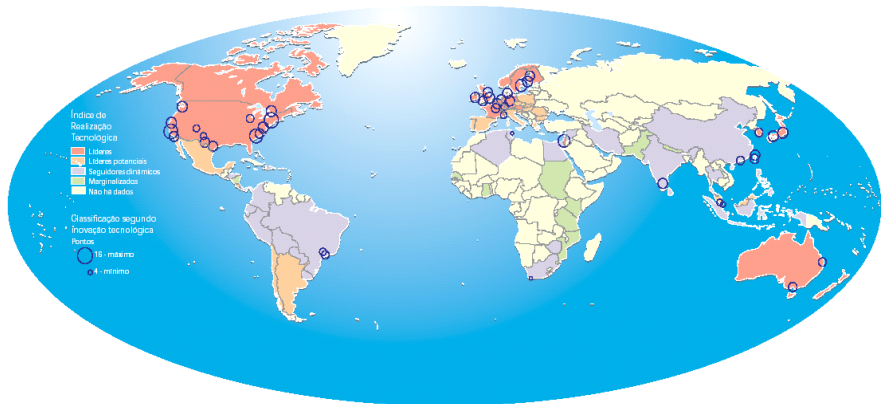 Índice de
Realização
Tecnológica
Líderes
Líderes potenciais
Seguidores dinâmicos
Marginalizados
Não há dados
Classificação segundo
inovação tecnológica
Pontos
16 - máximo
4 - mínimo